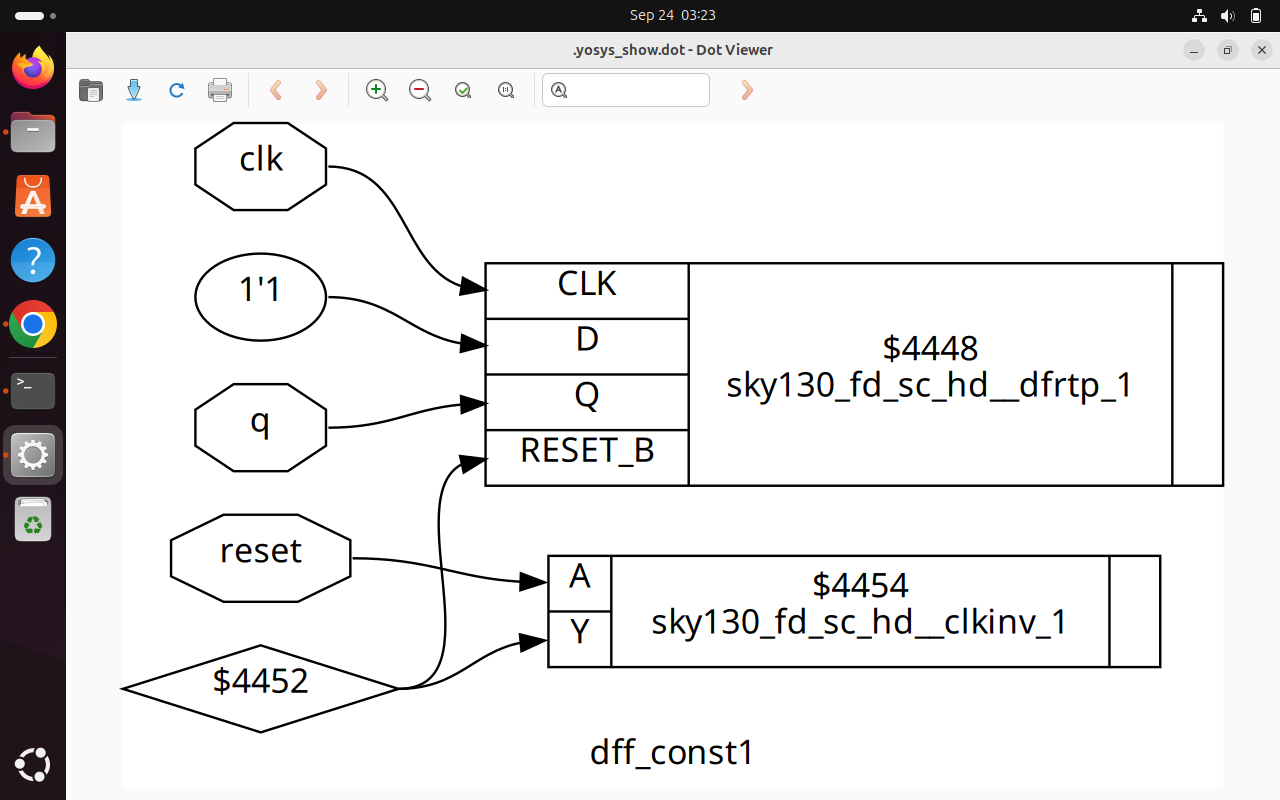 Sep 24 03:23
.yosys_show.dot - Dot Viewer
clk
1'1
q
reset
$4452
CLK
D
Q
RESET_B
$4448
sky130_fd_sc_hd__dfrtp_1
A
Y
$4454
sky130_fd_sc_hd__clkinv_1
dff_const1